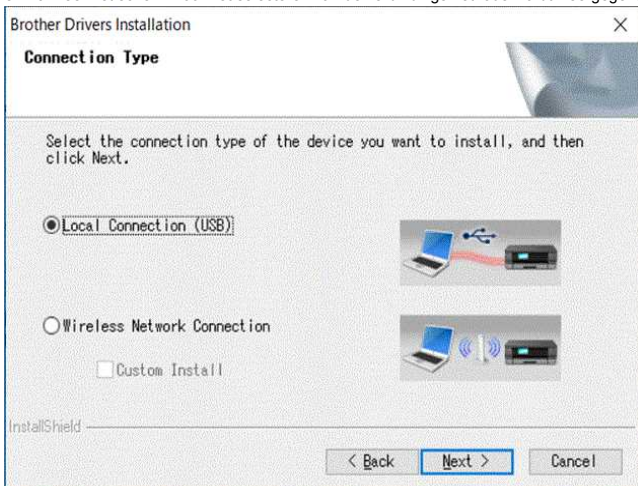 Brother Drivers Installation
Connection Type
Select the connection type of the device you want to install, and then
click Next.
Local Connection (USB)
Wireless Network Connection
Custom Install
InstallShield
< Back
Next >
Cancel